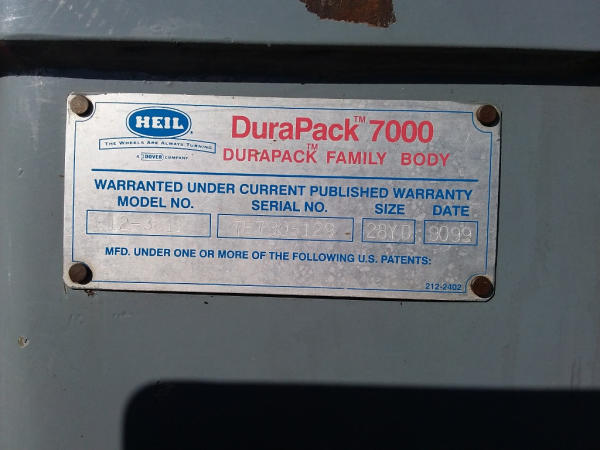 HEIL
THE WHEELS ARE ALWAYS TURNING
A DOVER COMPANY
DuraPack™ 7000
DURAPACK™ FAMILY BODY
WARRANTED UNDER CURRENT PUBLISHED WARRANTY
MODEL NO. SERIAL NO. SIZE DATE
28YD 9099
MFD. UNDER ONE OR MORE OF THE FOLLOWING U.S. PATENTS:
212-2402